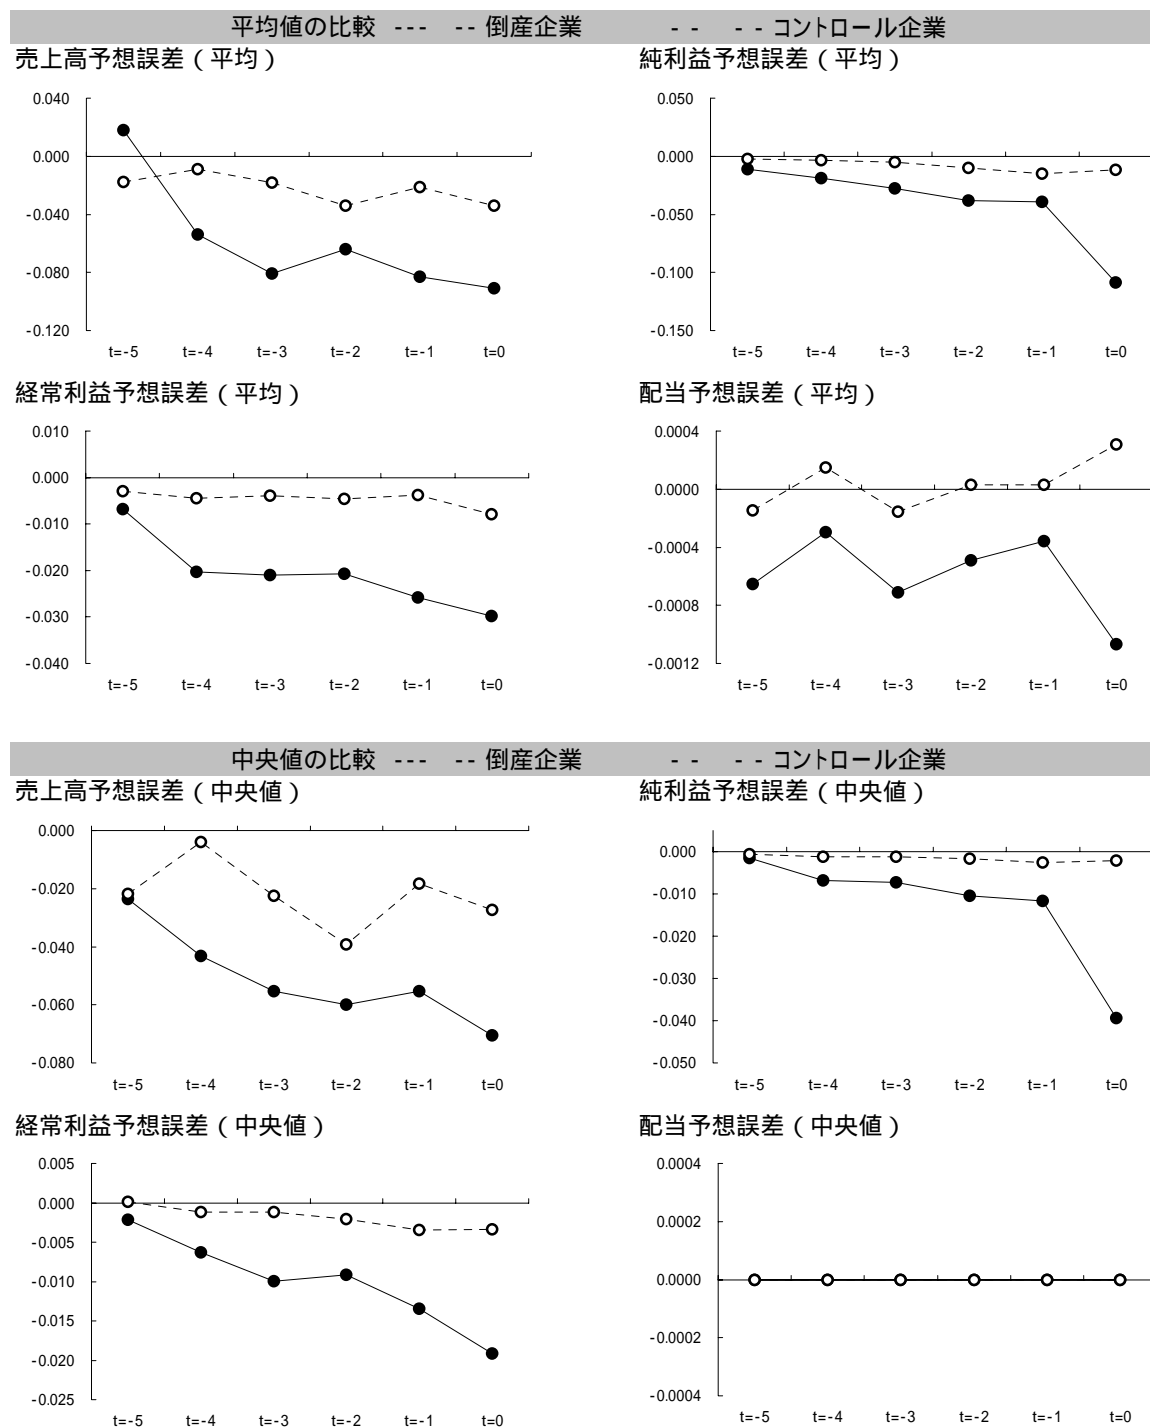 平均値の比較 --- -- 倒産企業 -- -- コントロール企業
売上高予想誤差(平均)
0.040
0.000
-0.040
-0.080
-0.120
t=-5 t=-4 t=-3 t=-2 t=-1 t=0
純利益予想誤差(平均)
0.050
0.000
-0.050
-0.100
-0.150
t=-5 t=-4 t=-3 t=-2 t=-1 t=0
経常利益予想誤差(平均)
0.010
0.000
-0.010
-0.020
-0.030
-0.040
t=-5 t=-4 t=-3 t=-2 t=-1 t=0
配当予想誤差(平均)
0.0004
0.0000
-0.0004
-0.0008
-0.0012
t=-5 t=-4 t=-3 t=-2 t=-1 t=0
中央値の比較 --- -- 倒産企業 -- -- コントロール企業
売上高予想誤差(中央値)
0.000
-0.020
-0.040
-0.060
-0.080
t=-5 t=-4 t=-3 t=-2 t=-1 t=0
純利益予想誤差(中央値)
0.000
-0.010
-0.020
-0.030
-0.040
-0.050
t=-5 t=-4 t=-3 t=-2 t=-1 t=0
経常利益予想誤差(中央値)
0.005
0.000
-0.005
-0.010
-0.015
-0.020
-0.025
t=-5 t=-4 t=-3 t=-2 t=-1 t=0
配当予想誤差(中央値)
0.0004
0.0002
0.0000
-0.0002
-0.0004
t=-5 t=-4 t=-3 t=-2 t=-1 t=0